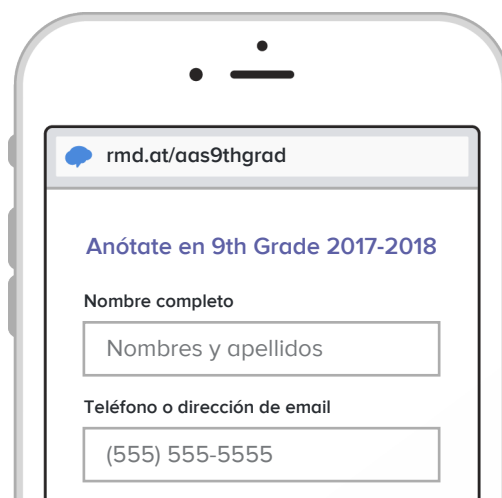 rmd.at/aas9thgrad
Anótate en 9th Grade 2017-2018
Nombre completo
Nombres y apellidos
Teléfono o dirección de email
(555) 555-5555